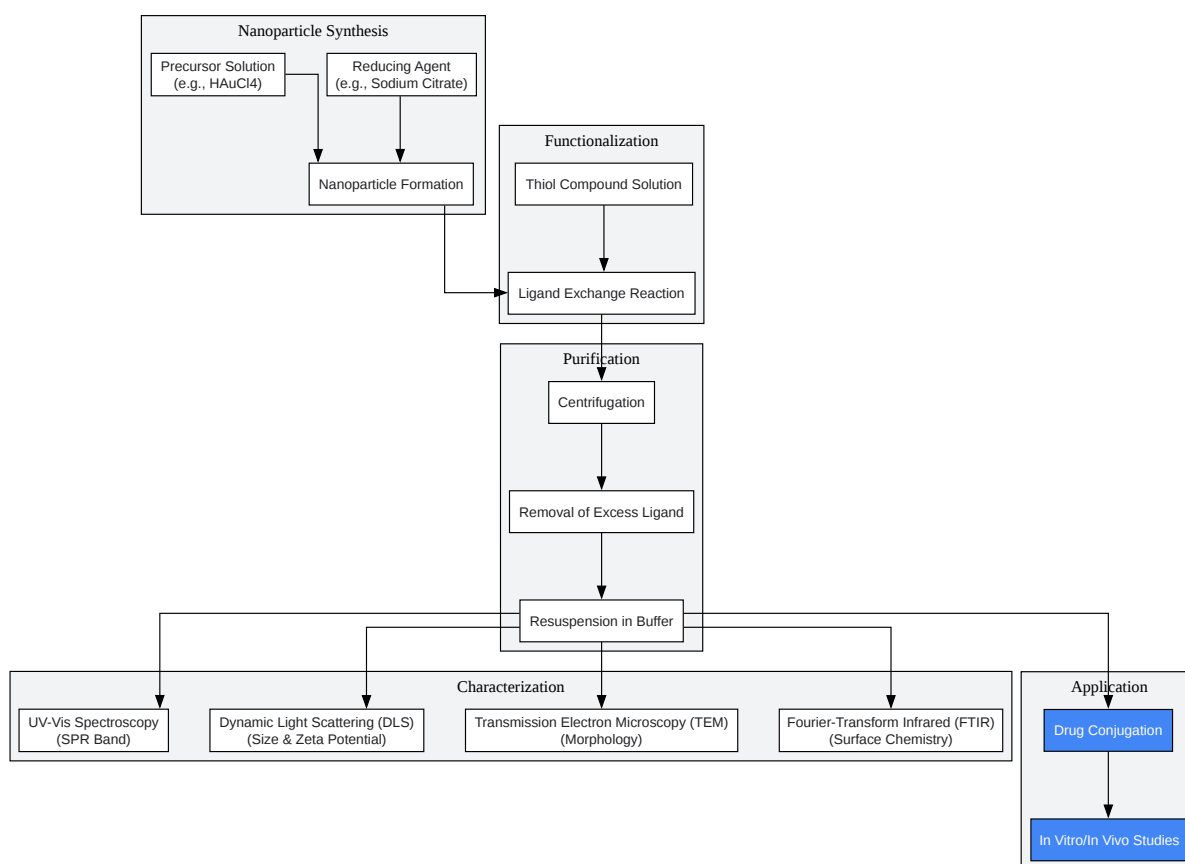 Nanoparticle Synthesis
Precursor Solution
(e.g., HAuCl4)
Reducing Agent
(e.g., Sodium Citrate)
Nanoparticle Formation
Functionalization
Thiol Compound Solution
Ligand Exchange Reaction
Purification
Centrifugation
Removal of Excess Ligand
Resuspension in Buffer
Characterization
UV-Vis Spectroscopy
(SPR Band)
Dynamic Light Scattering (DLS)
(Size & Zeta Potential)
Transmission Electron Microscopy (TEM)
(Morphology)
Fourier-Transform Infrared (FTIR)
(Surface Chemistry)
Application
Drug Conjugation
In Vitro/In Vivo Studies